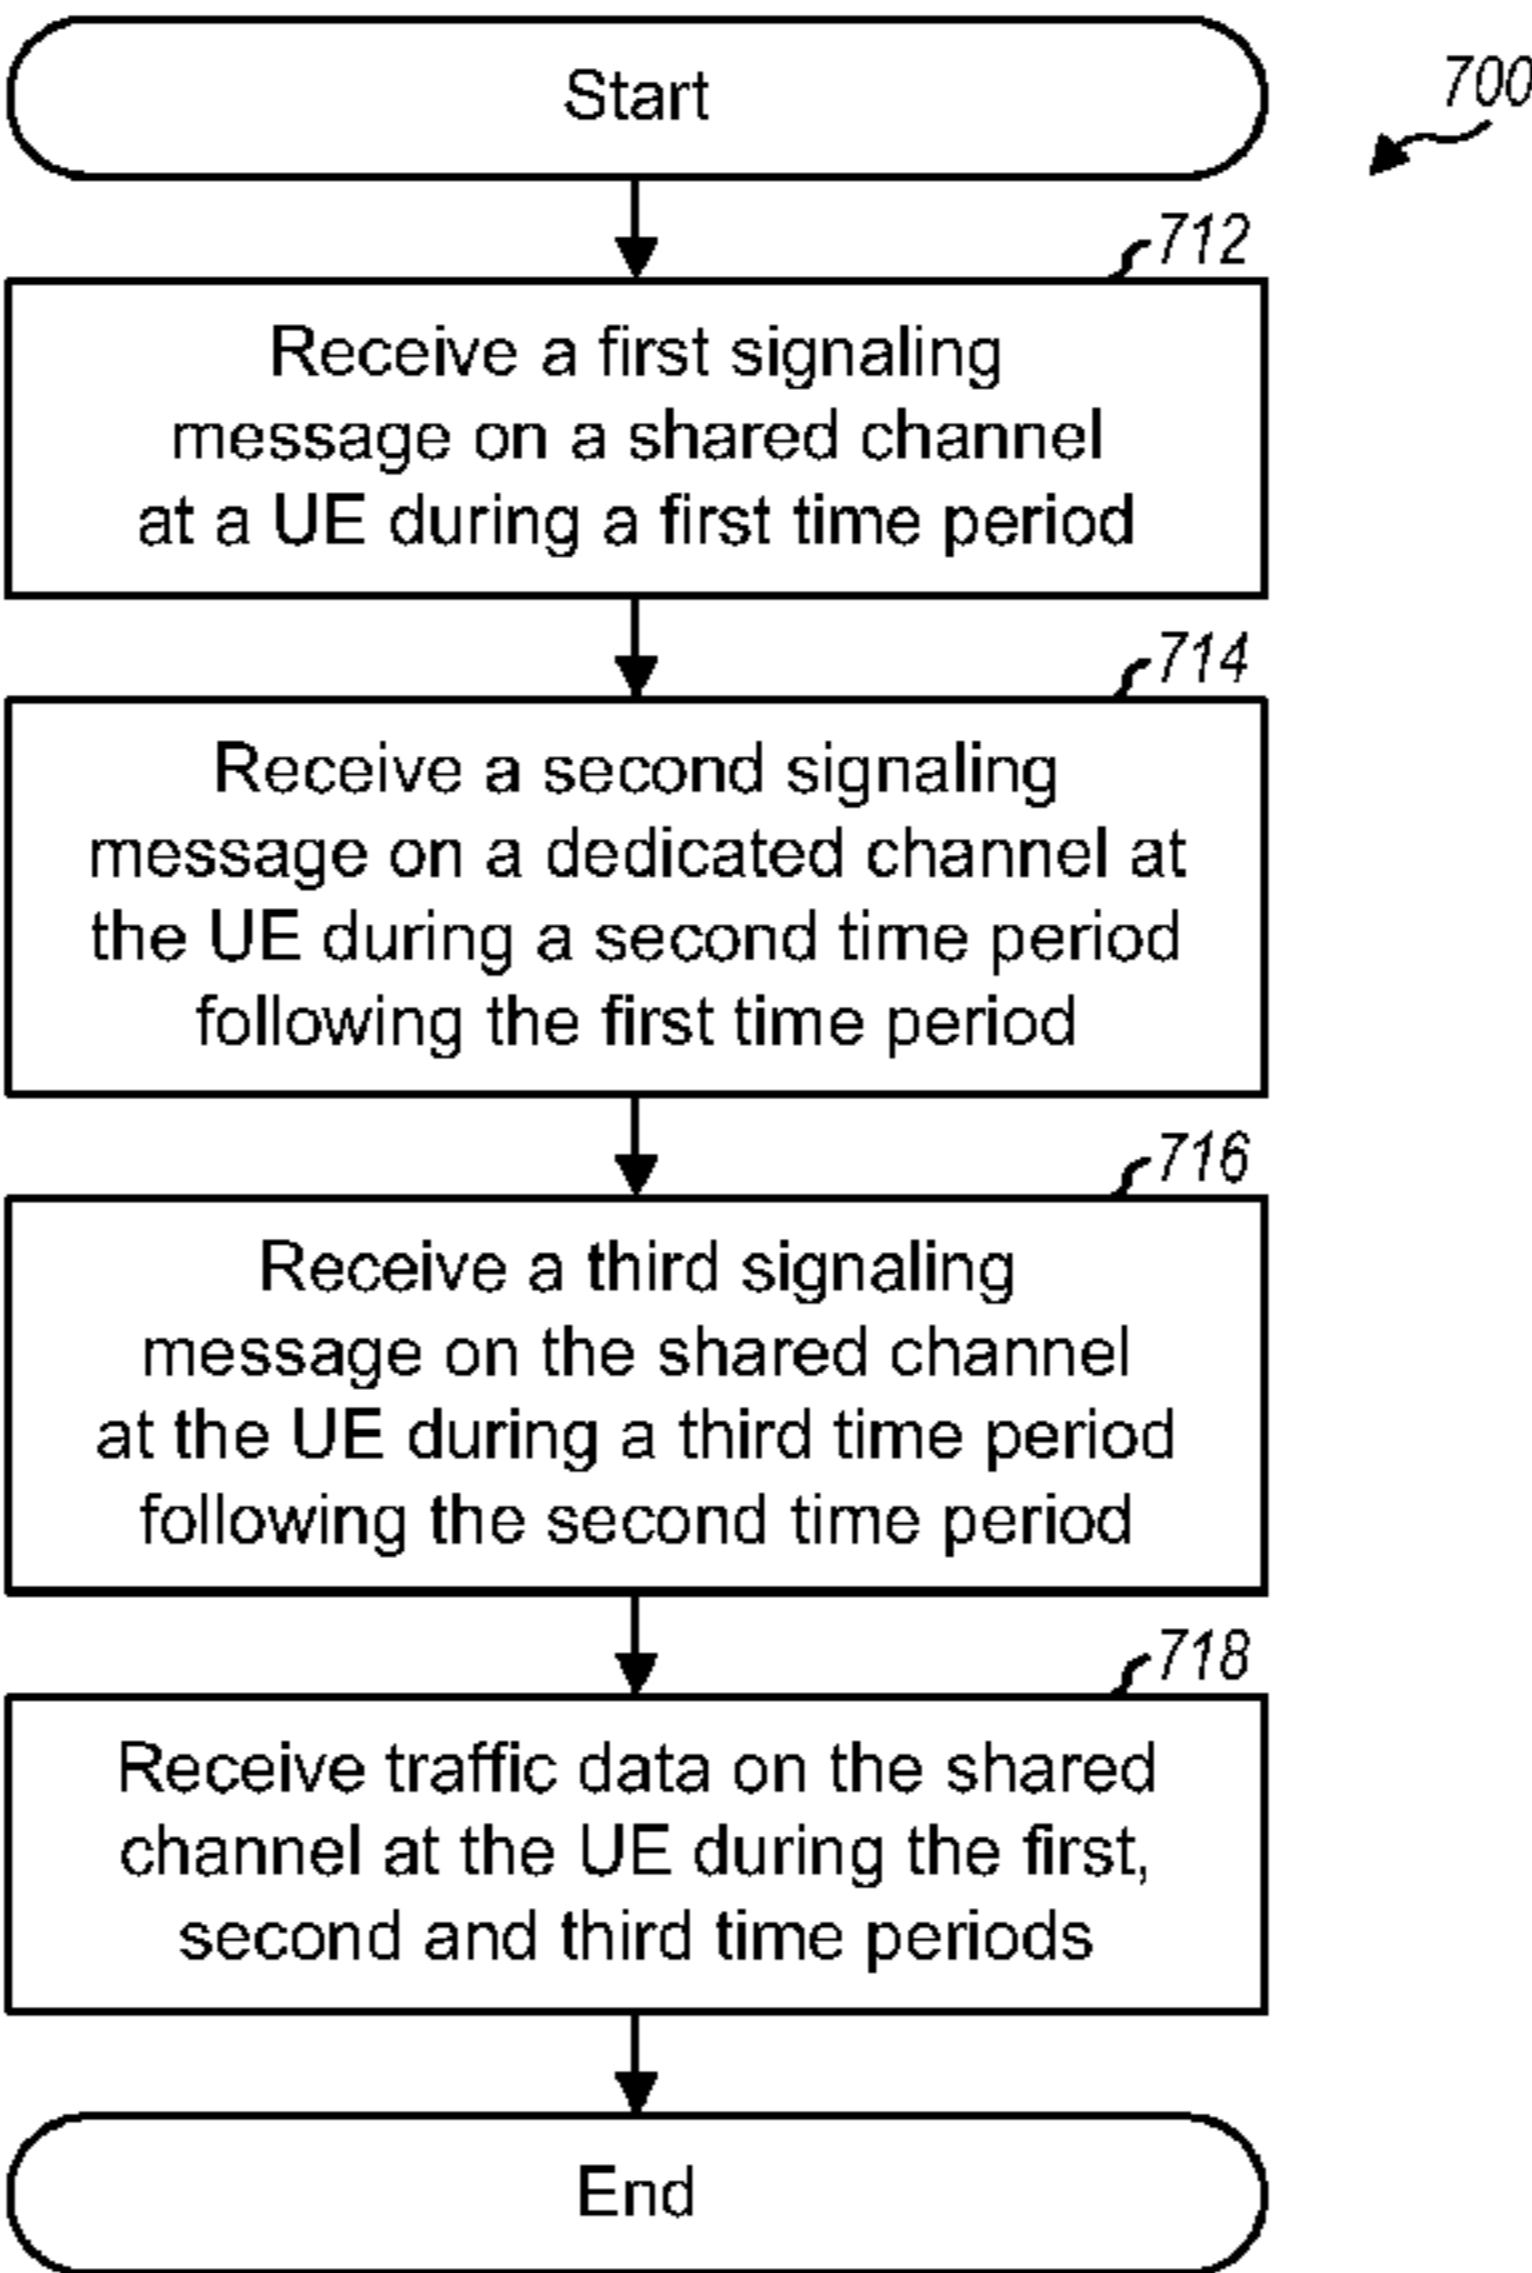 Start
700
712
Receive a first signaling
message on a shared channel
at a UE during a first time period
714
Receive a second signaling
message on a dedicated channel at
the UE during a second time period
following the first time period
716
Receive a third signaling
message on the shared channel
at the UE during a third time period
following the second time period
718
Receive traffic data on the shared
channel at the UE during the first,
second and third time periods
End